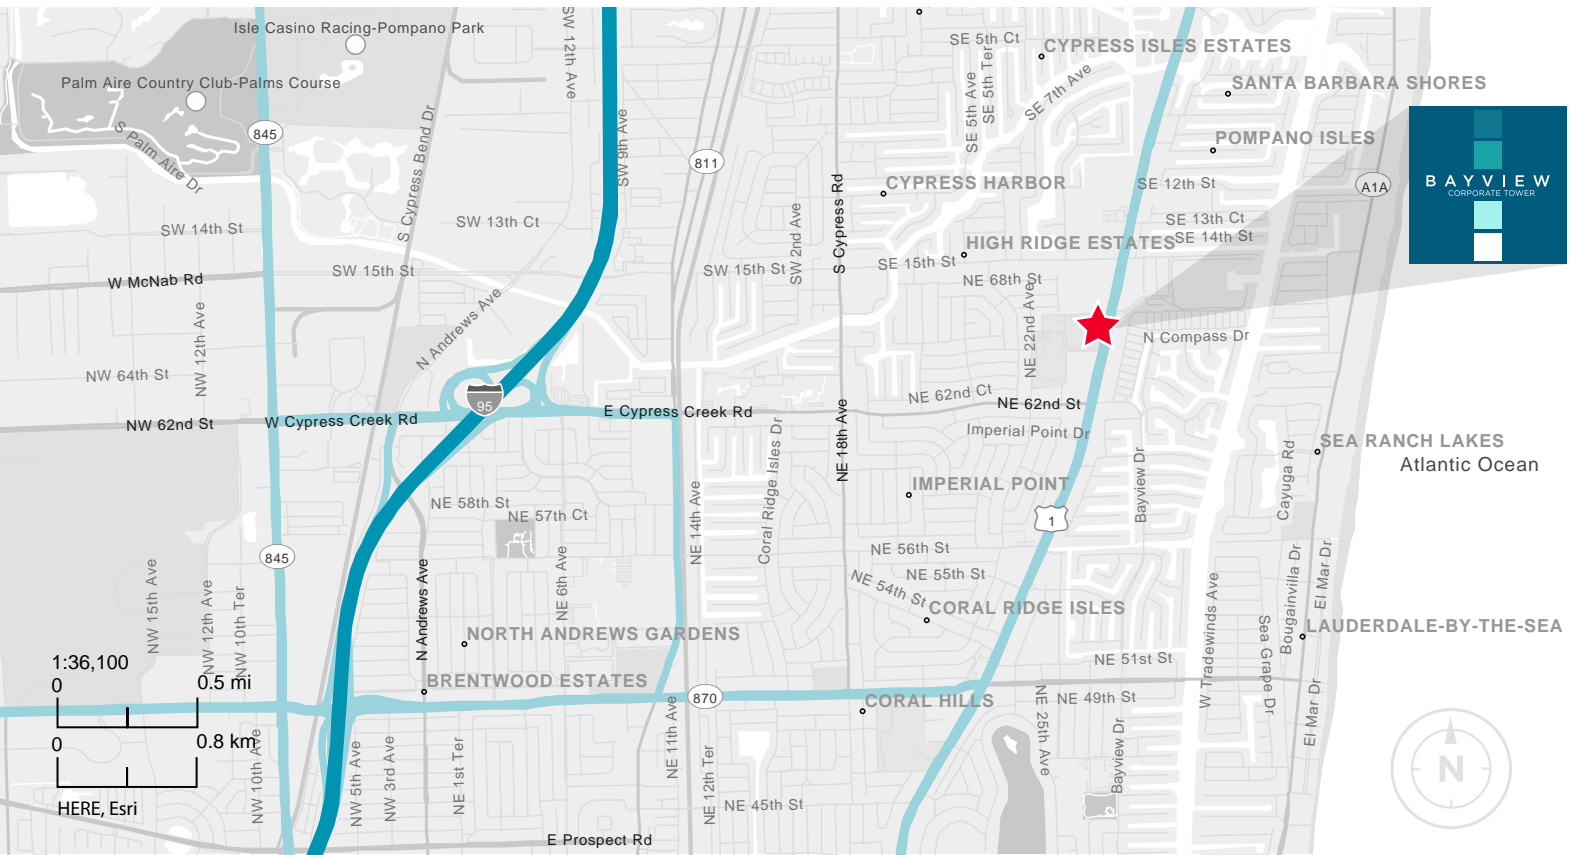 Isle Casino Racing-Pompano Park
SW 12th Ave
SE 5th Ct
CYPRESS ISLES ESTATES
Palm Aire Country Club-Palms Course
SE 5th Ave
SE 5th Ter
SE 7th Ave
SANTA BARBARA SHORES
845
S Palm Aire Dr
S Cypress Bend Dr
SW 9th Ave
811
POMPANO ISLES
BAYVIEW
CORPORATE TOWER
A1A
CYPRESS HARBOR
SE 12th St
S Cypress Rd
SW 2nd Ave
SW 14th St
SW 13th Ct
SE 13th Ct
SE 14th St
HIGH RIDGE ESTATES
SE 15th St
SW 15th St
SW 15th St
W McNab Rd
NE 68th St
N Andrews Ave
NW 12th Ave
NE 22nd Ave
N Compass Dr
NW 64th St
95
NE 62nd Ct
NE 62nd St
E Cypress Creek Rd
W Cypress Creek Rd
NW 62nd St
Imperial Point Dr
NE 18th Ave
Coral Ridge Isles Dr
Bayview Dr
Cayuga Rd
SEA RANCH LAKES
Atlantic Ocean
IMPERIAL POINT
NE 58th St
NE 57th Ct
NE 14th Ave
1
845
NE 56th St
NE 55th St
NE 54th St
NW 15th Ave
NW 12th Ave
NW 10th Ter
N Andrews Ave
NE 6th Ave
CORAL RIDGE ISLES
W Tradewinds Ave
Bougainvilla Dr
El Mar Dr
Sea Grape Dr
LAUDERDALE-BY-THE-SEA
NORTH ANDREWS GARDENS
NE 51st St
1:36,100
0
0.5 mi
BRENTWOOD ESTATES
870
CORAL HILLS
NE 49th St
El Mar Dr
0
0.8 km
NW 10th Ave
NW 5th Ave
NW 3rd Ave
NE 1st Ter
NE 11th Ave
NE 12th Ter
NE 25th Ave
Bayview Dr
N
HERE, Esri
NE 45th St
E Prospect Rd